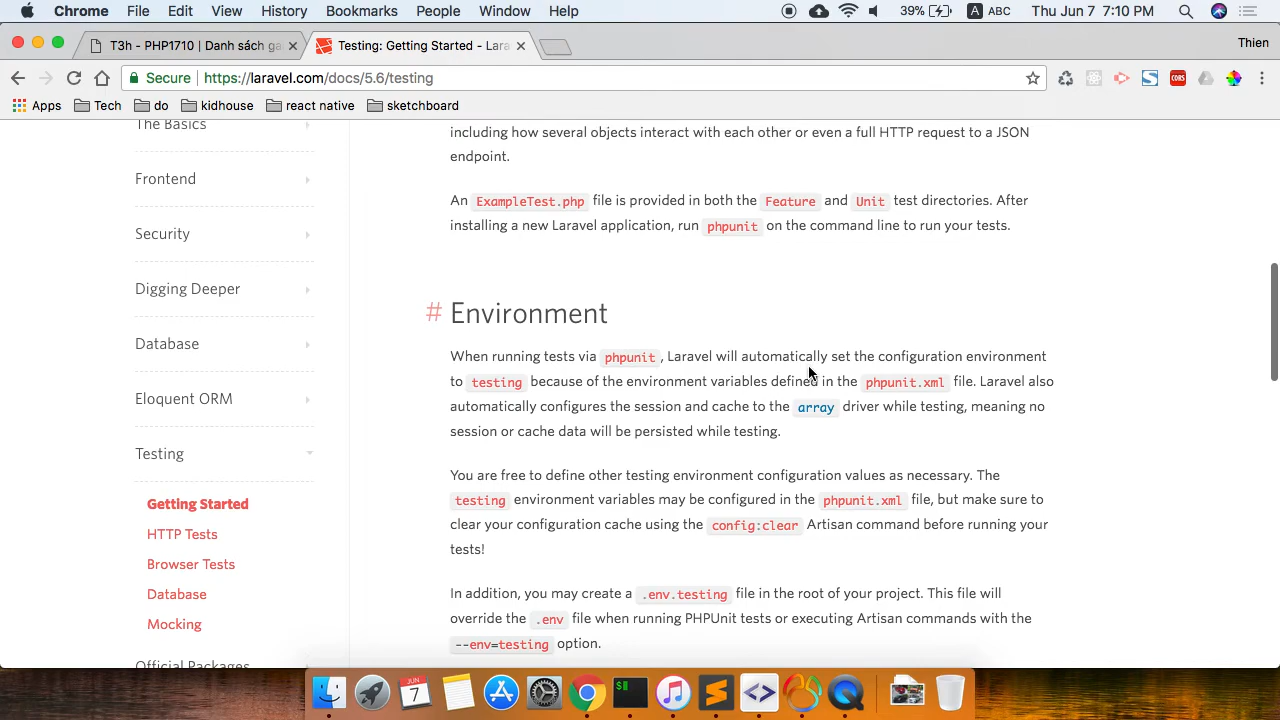 Chrome File Edit View History Bookmarks People Window Help 39% A ABC Thu Jun 7 7:10 PM
T3h - PHP1710 | Danh sách ga × Testing: Getting Started - Lara × Thien
Secure https://laravel.com/docs/5.6/testing CORS
Apps Tech do kidhouse react native sketchboard
The Basics
Frontend
Security
Digging Deeper
Database
Eloquent ORM
Testing
Getting Started
HTTP Tests
Browser Tests
Database
Mocking
Official Packages
including how several objects interact with each other or even a full HTTP request to a JSON
endpoint.
An ExampleTest.php file is provided in both the Feature and Unit test directories. After
installing a new Laravel application, run phpunit on the command line to run your tests.
# Environment
When running tests via phpunit, Laravel will automatically set the configuration environment
to testing because of the environment variables defined in the phpunit.xml file. Laravel also
automatically configures the session and cache to the array driver while testing, meaning no
session or cache data will be persisted while testing.
You are free to define other testing environment configuration values as necessary. The
testing environment variables may be configured in the phpunit.xml file, but make sure to
clear your configuration cache using the config:clear Artisan command before running your
tests!
In addition, you may create a .env.testing file in the root of your project. This file will
override the .env file when running PHPUnit tests or executing Artisan commands with the
--env=testing option.
JUN
7